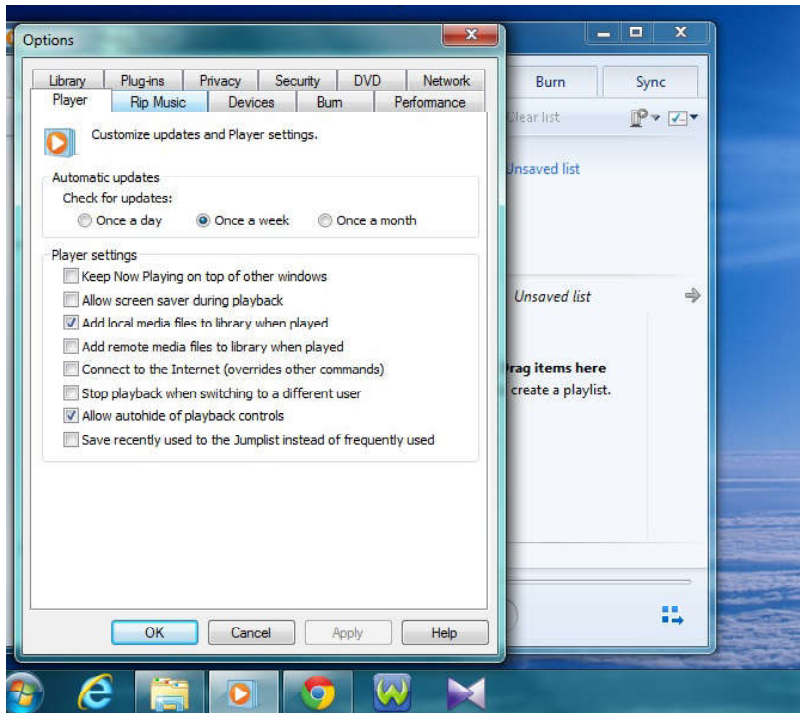 Options
Library Plug-ins Privacy Security DVD Network
Player Rip Music Devices Burn Performance
Customize updates and Player settings.
Automatic updates
Check for updates:
Once a day Once a week Once a month
Player settings
Keep Now Playing on top of other windows
Allow screen saver during playback
Add local media files to library when played
Add remote media files to library when played
Connect to the Internet (overrides other commands)
Stop playback when switching to a different user
Allow autohide of playback controls
Save recently used to the Jumplist instead of frequently used
OK Cancel Apply Help
Burn Sync
Clear list
Unsaved list
Unsaved list
Drag items here
create a playlist.